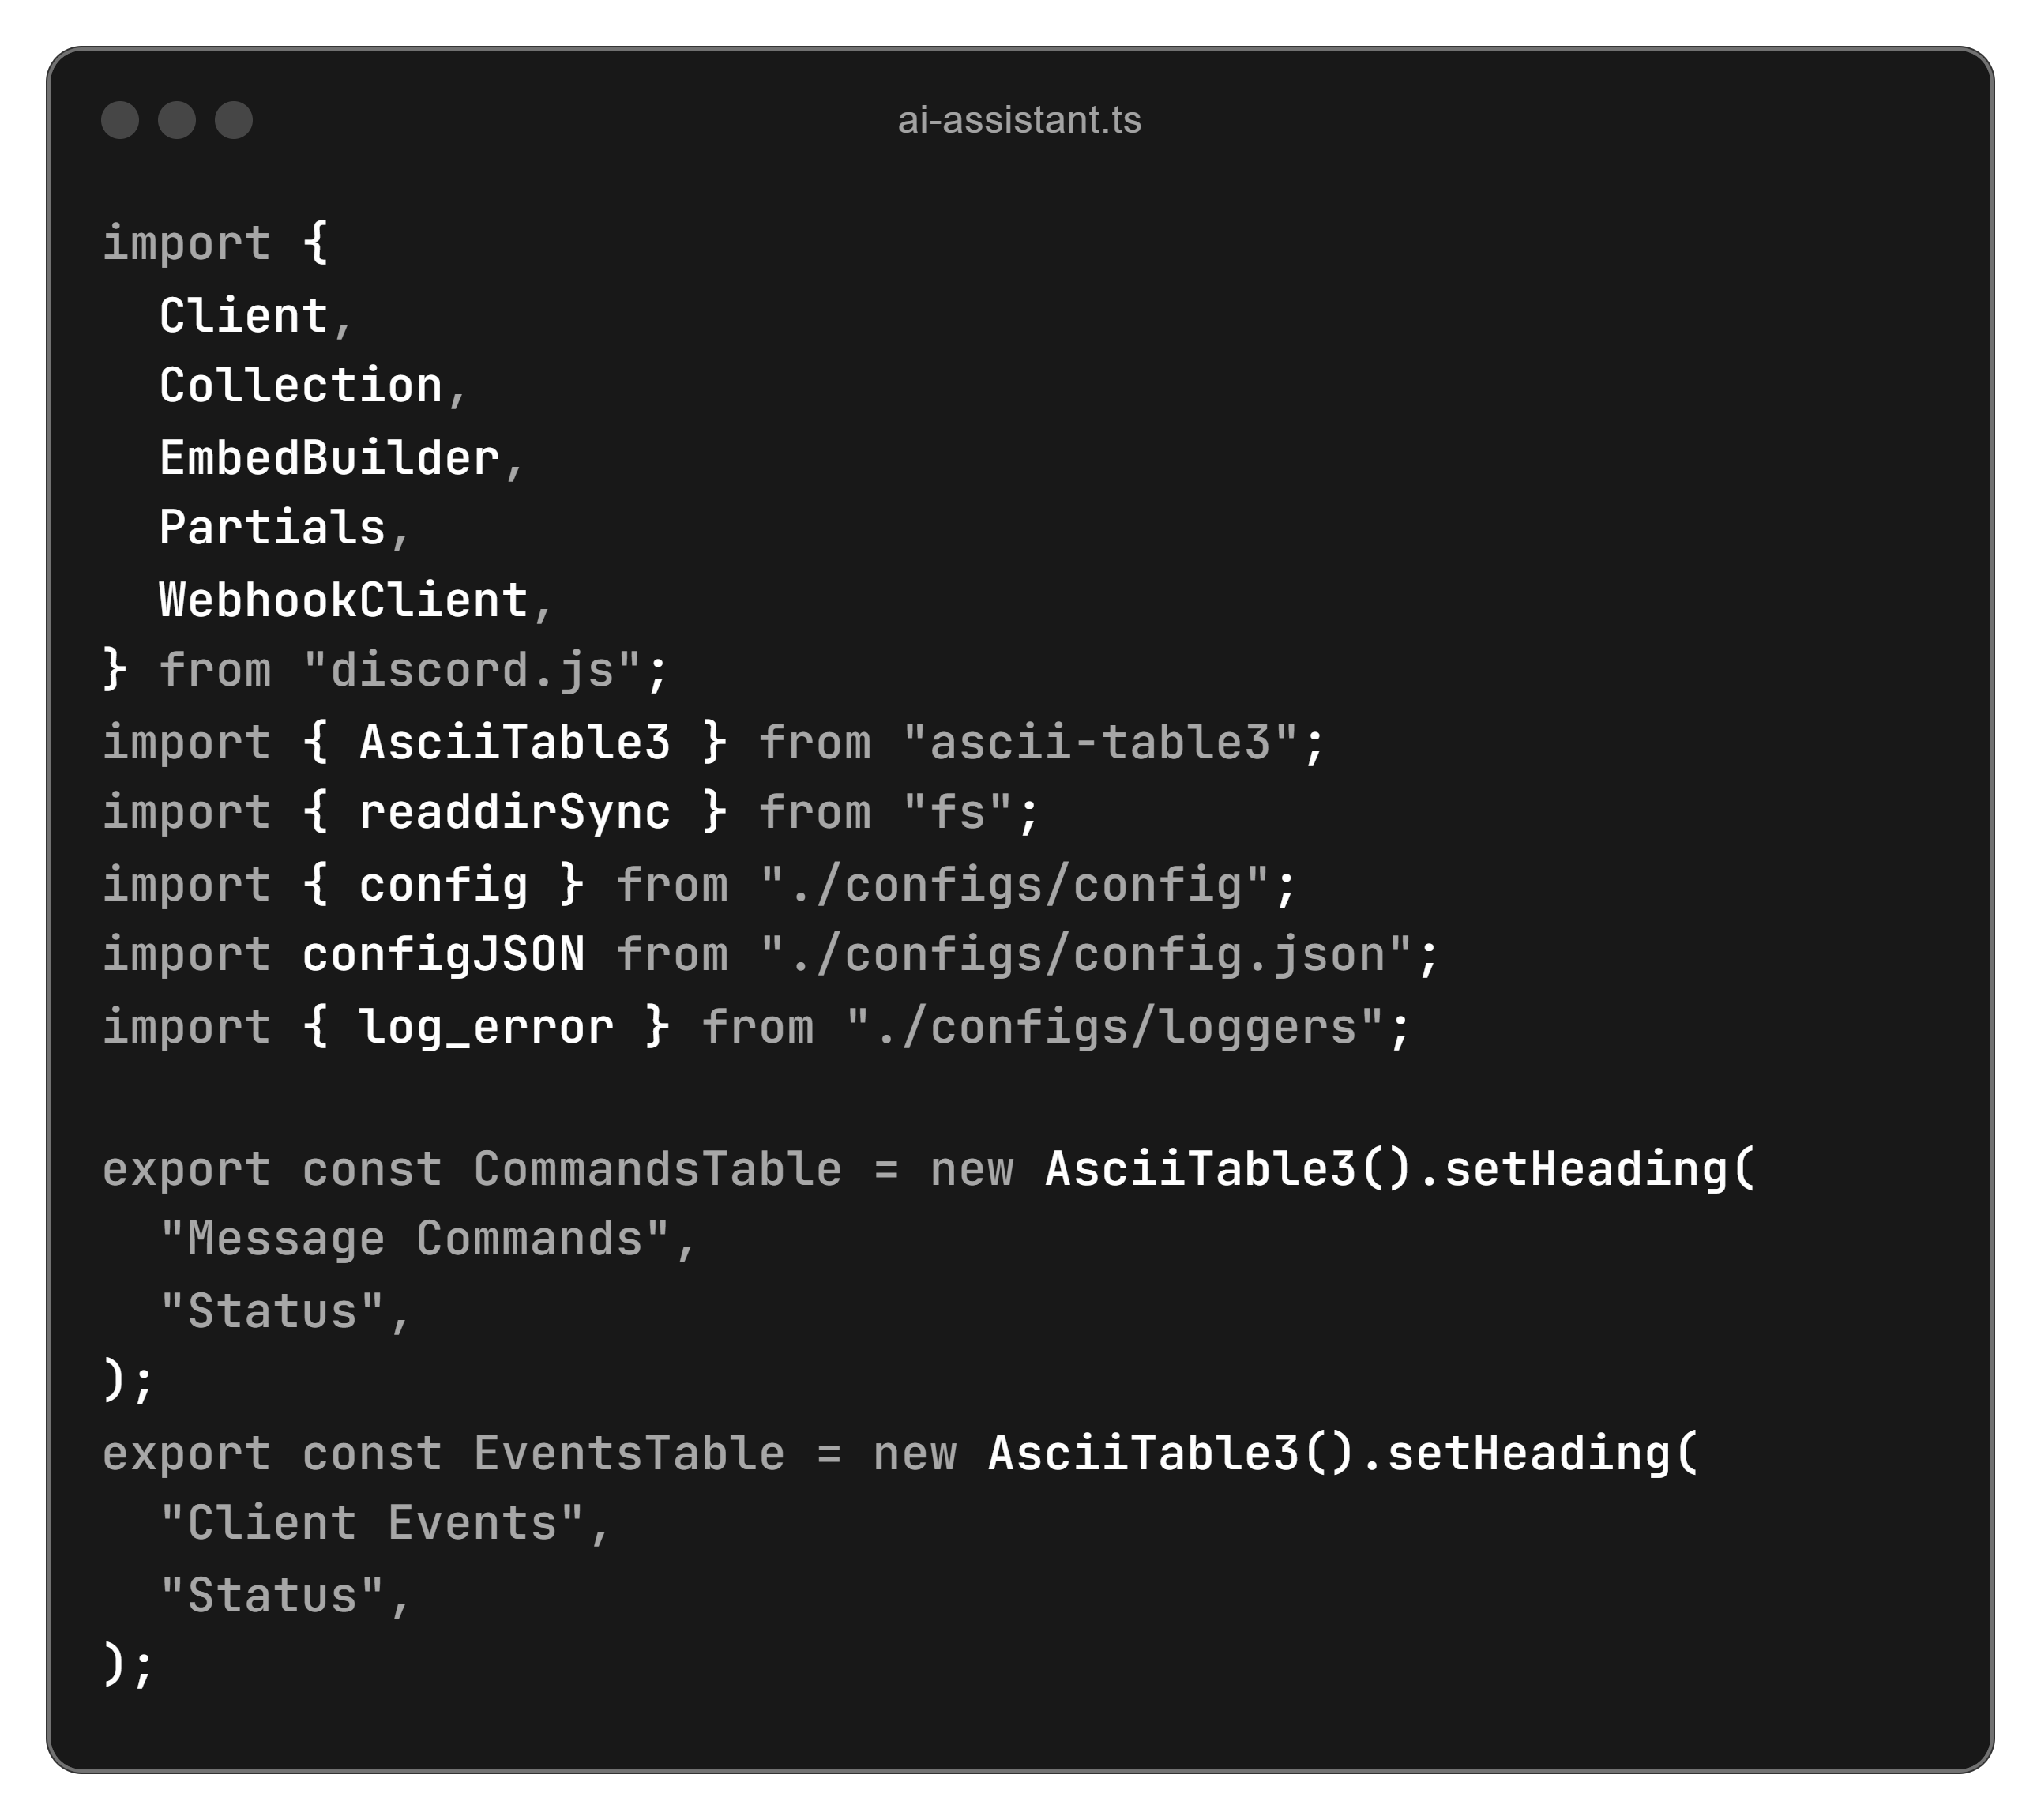 ai-assistant.ts
import {
  Client,
  Collection,
  EmbedBuilder,
  Partials,
  WebhookClient,
} from "discord.js";
import { AsciiTable3 } from "ascii-table3";
import { readdirSync } from "fs";
import { config } from "./configs/config";
import configJSON from "./configs/config.json";
import { log_error } from "./configs/loggers";

export const CommandsTable = new AsciiTable3().setHeading(
  "Message Commands",
  "Status",
);
export const EventsTable = new AsciiTable3().setHeading(
  "Client Events",
  "Status",
);